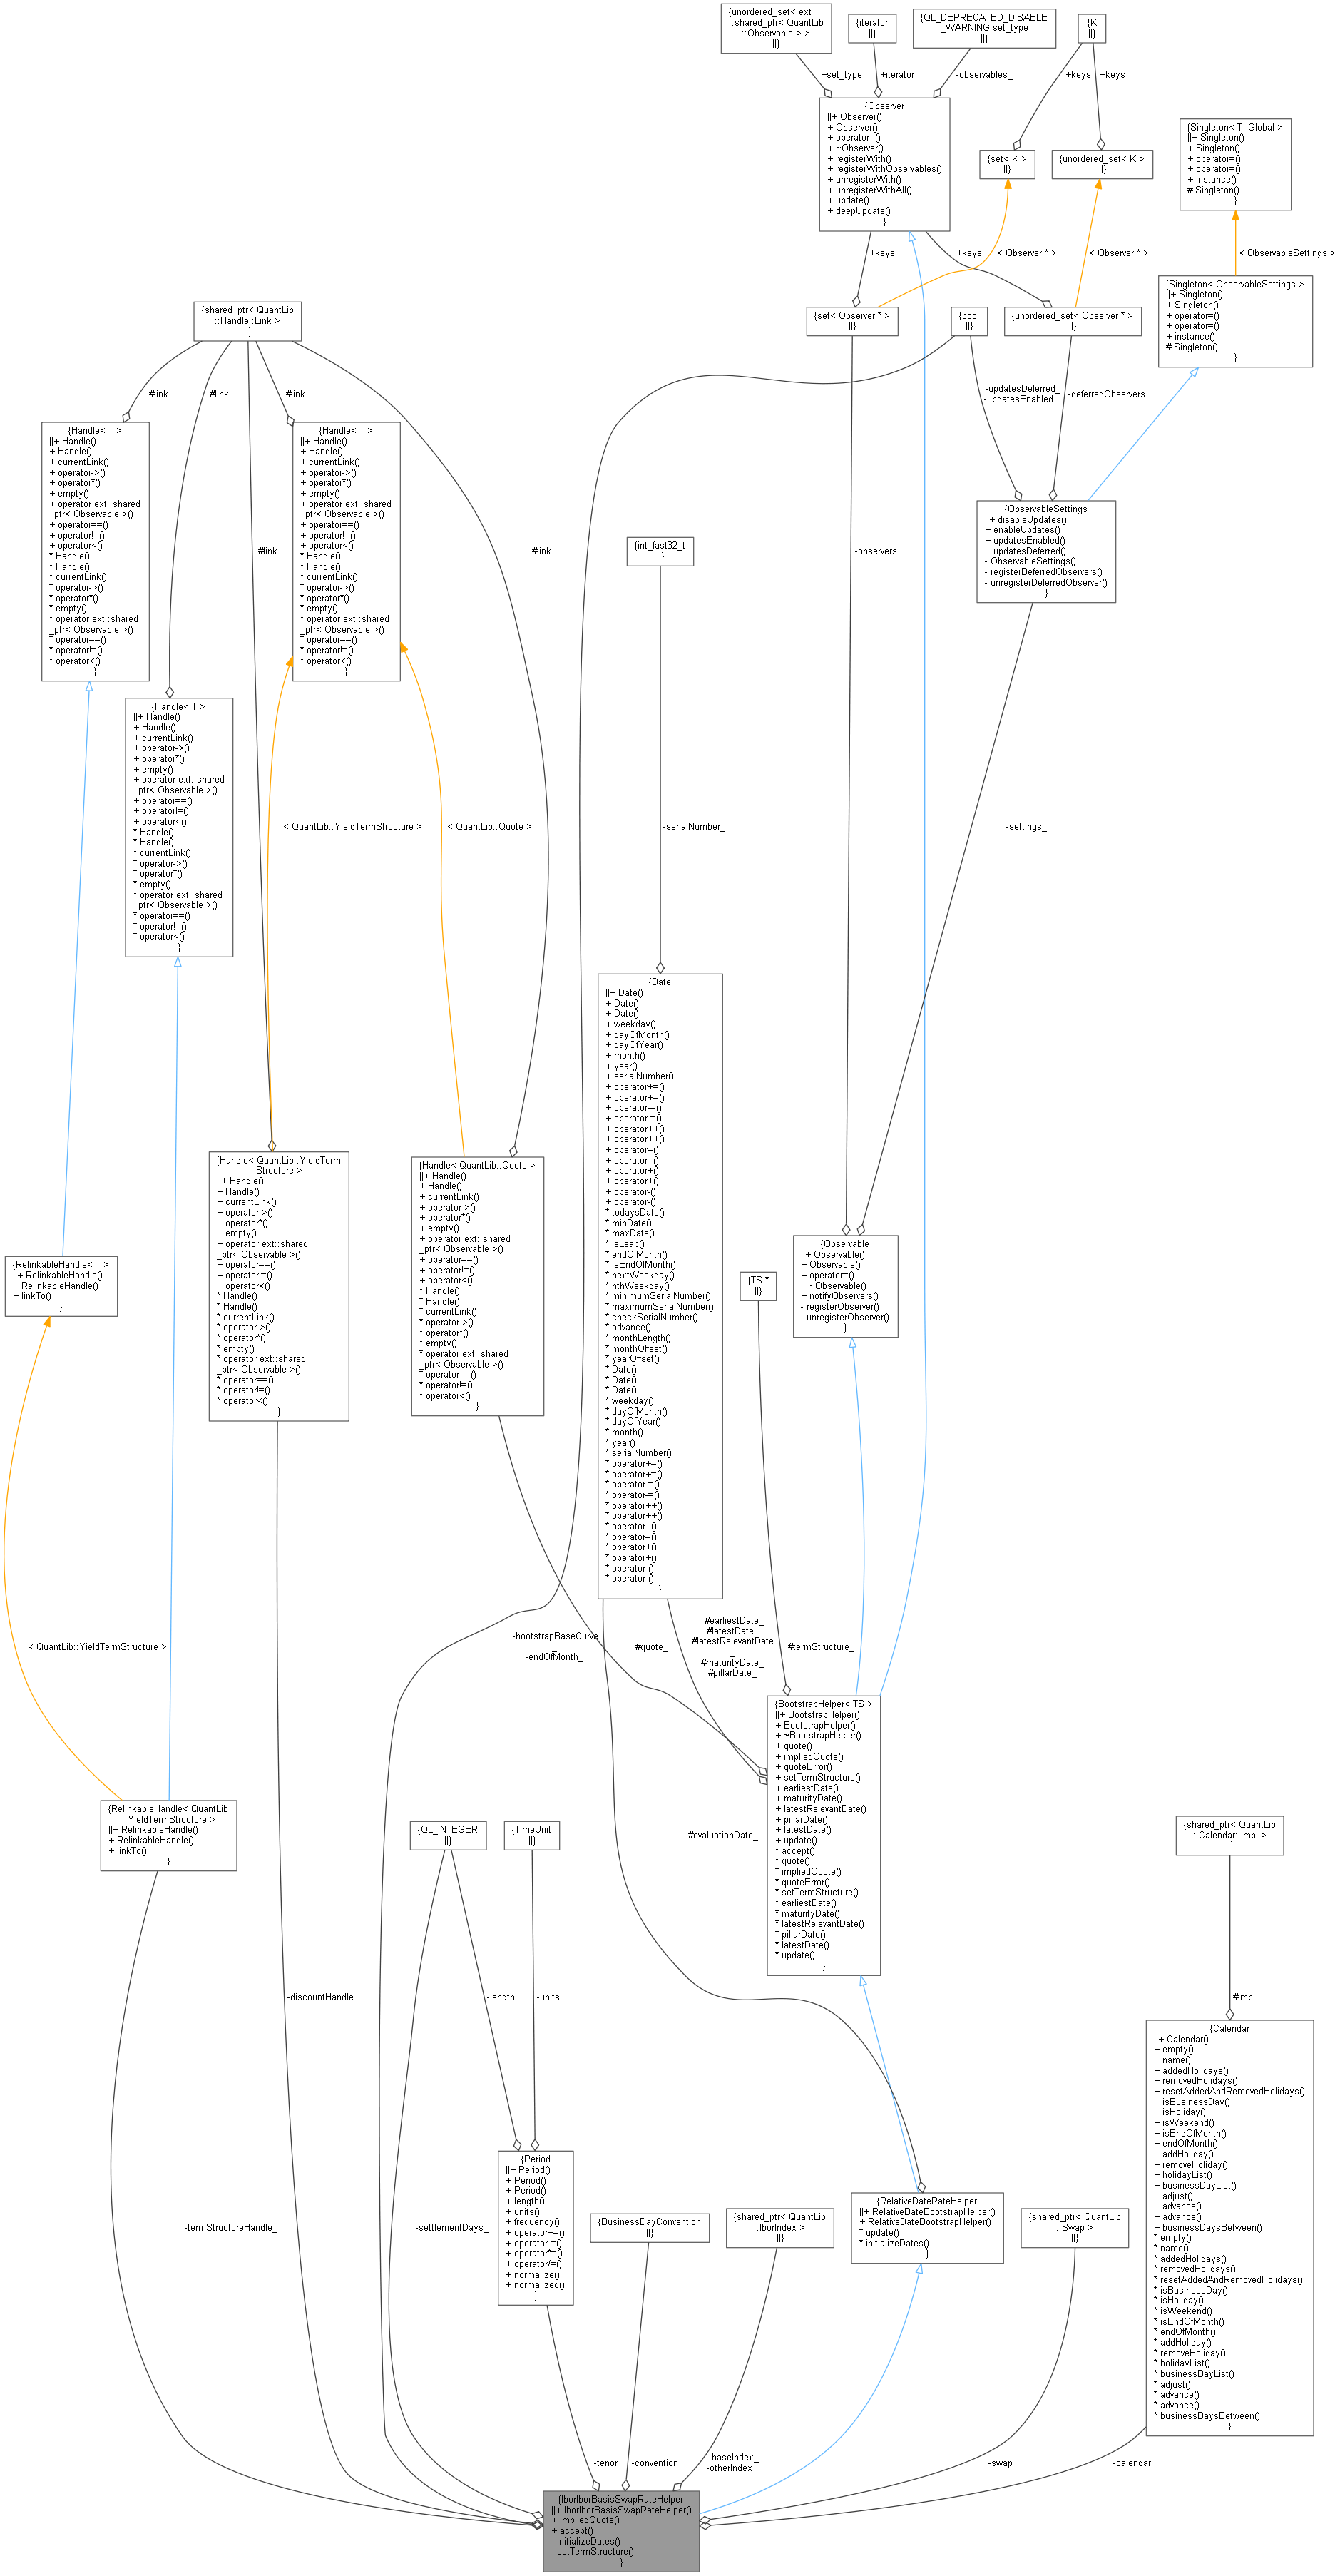 {unordered_set< ext
::shared_ptr< QuantLib
::Observable > >
||}
{iterator
||}
{QL_DEPRECATED_DISABLE
_WARNING set_type
||}
{K
||}
+set_type
+iterator
-observables_
+keys
+keys
{Observer
||+ Observer()
+ Observer()
+ operator=()
+ ~Observer()
+ registerWith()
+ registerWithObservables()
+ unregisterWith()
+ unregisterWithAll()
+ update()
+ deepUpdate()
}
{set< K >
||}
{unordered_set< K >
||}
{Singleton< T, Global >
||+ Singleton()
+ Singleton()
+ operator=()
+ operator=()
+ instance()
# Singleton()
}
+keys
< Observer * >
+keys
< Observer * >
< ObservableSettings >
{shared_ptr< QuantLib
::Handle::Link >
||}
{set< Observer * >
||}
{bool
||}
{unordered_set< Observer * >
||}
{Singleton< ObservableSettings >
||+ Singleton()
+ Singleton()
+ operator=()
+ operator=()
+ instance()
# Singleton()
}
#link_
#link_
#link_
-updatesDeferred_
-updatesEnabled_
-deferredObservers_
{Handle< T >
||+ Handle()
+ Handle()
+ currentLink()
+ operator->()
+ operator*()
+ empty()
+ operator ext::shared
_ptr< Observable >()
+ operator==()
+ operator!=()
+ operator<()
* Handle()
* Handle()
* currentLink()
* operator->()
* operator*()
* empty()
* operator ext::shared
_ptr< Observable >()
* operator==()
* operator!=()
* operator<()
}
{Handle< T >
||+ Handle()
+ Handle()
+ currentLink()
+ operator->()
+ operator*()
+ empty()
+ operator ext::shared
_ptr< Observable >()
+ operator==()
+ operator!=()
+ operator<()
* Handle()
* Handle()
* currentLink()
* operator->()
* operator*()
* empty()
* operator ext::shared
_ptr< Observable >()
* operator==()
* operator!=()
* operator<()
}
#link_
#link_
{int_fast32_t
||}
-observers_
{ObservableSettings
||+ disableUpdates()
+ enableUpdates()
+ updatesEnabled()
+ updatesDeferred()
- ObservableSettings()
- registerDeferredObservers()
- unregisterDeferredObserver()
}
{Handle< T >
||+ Handle()
+ Handle()
+ currentLink()
+ operator->()
+ operator*()
+ empty()
+ operator ext::shared
_ptr< Observable >()
+ operator==()
+ operator!=()
+ operator<()
* Handle()
* Handle()
* currentLink()
* operator->()
* operator*()
* empty()
* operator ext::shared
_ptr< Observable >()
* operator==()
* operator!=()
* operator<()
}
< QuantLib::YieldTermStructure >
< QuantLib::Quote >
-serialNumber_
-settings_
{Date
||+ Date()
+ Date()
+ Date()
+ weekday()
+ dayOfMonth()
+ dayOfYear()
+ month()
+ year()
+ serialNumber()
+ operator+=()
+ operator+=()
+ operator-=()
+ operator-=()
+ operator++()
+ operator++()
+ operator--()
+ operator--()
+ operator+()
+ operator+()
+ operator-()
+ operator-()
* todaysDate()
* minDate()
* maxDate()
* isLeap()
* endOfMonth()
* isEndOfMonth()
* nextWeekday()
* nthWeekday()
* minimumSerialNumber()
* maximumSerialNumber()
* checkSerialNumber()
* advance()
* monthLength()
* monthOffset()
* yearOffset()
* Date()
* Date()
* Date()
* weekday()
* dayOfMonth()
* dayOfYear()
* month()
* year()
* serialNumber()
* operator+=()
* operator+=()
* operator-=()
* operator-=()
* operator++()
* operator++()
* operator--()
* operator--()
* operator+()
* operator+()
* operator-()
* operator-()
}
{Handle< QuantLib::YieldTerm
Structure >
||+ Handle()
+ Handle()
+ currentLink()
+ operator->()
+ operator*()
+ empty()
+ operator ext::shared
_ptr< Observable >()
+ operator==()
+ operator!=()
+ operator<()
* Handle()
* Handle()
* currentLink()
* operator->()
* operator*()
* empty()
* operator ext::shared
_ptr< Observable >()
* operator==()
* operator!=()
* operator<()
}
{Handle< QuantLib::Quote >
||+ Handle()
+ Handle()
+ currentLink()
+ operator->()
+ operator*()
+ empty()
+ operator ext::shared
_ptr< Observable >()
+ operator==()
+ operator!=()
+ operator<()
* Handle()
* Handle()
* currentLink()
* operator->()
* operator*()
* empty()
* operator ext::shared
_ptr< Observable >()
* operator==()
* operator!=()
* operator<()
}
{RelinkableHandle< T >
||+ RelinkableHandle()
+ RelinkableHandle()
+ linkTo()
}
{TS *
||}
{Observable
||+ Observable()
+ Observable()
+ operator=()
+ ~Observable()
+ notifyObservers()
- registerObserver()
- unregisterObserver()
}
< QuantLib::YieldTermStructure >
-bootstrapBaseCurve
_
-endOfMonth_
#quote_
#earliestDate_
#latestDate_
#latestRelevantDate
_
#maturityDate_
#pillarDate_
#termStructure_
{BootstrapHelper< TS >
||+ BootstrapHelper()
+ BootstrapHelper()
+ ~BootstrapHelper()
+ quote()
+ impliedQuote()
+ quoteError()
+ setTermStructure()
+ earliestDate()
+ maturityDate()
+ latestRelevantDate()
+ pillarDate()
+ latestDate()
+ update()
* accept()
* quote()
* impliedQuote()
* quoteError()
* setTermStructure()
* earliestDate()
* maturityDate()
* latestRelevantDate()
* pillarDate()
* latestDate()
* update()
}
{RelinkableHandle< QuantLib
::YieldTermStructure >
||+ RelinkableHandle()
+ RelinkableHandle()
+ linkTo()
}
{QL_INTEGER
||}
{TimeUnit
||}
#evaluationDate_
{shared_ptr< QuantLib
::Calendar::Impl >
||}
-discountHandle_
-length_
-units_
#impl_
{Calendar
||+ Calendar()
+ empty()
+ name()
+ addedHolidays()
+ removedHolidays()
+ resetAddedAndRemovedHolidays()
+ isBusinessDay()
+ isHoliday()
+ isWeekend()
+ isEndOfMonth()
+ endOfMonth()
+ addHoliday()
+ removeHoliday()
+ holidayList()
+ businessDayList()
+ adjust()
+ advance()
+ advance()
+ businessDaysBetween()
* empty()
* name()
* addedHolidays()
* removedHolidays()
* resetAddedAndRemovedHolidays()
* isBusinessDay()
* isHoliday()
* isWeekend()
* isEndOfMonth()
* endOfMonth()
* addHoliday()
* removeHoliday()
* holidayList()
* businessDayList()
* adjust()
* advance()
* advance()
* businessDaysBetween()
}
-termStructureHandle_
-settlementDays_
{Period
||+ Period()
+ Period()
+ Period()
+ length()
+ units()
+ frequency()
+ operator+=()
+ operator-=()
+ operator*=()
+ operator/=()
+ normalize()
+ normalized()
}
{BusinessDayConvention
||}
{shared_ptr< QuantLib
::IborIndex >
||}
{RelativeDateRateHelper
||+ RelativeDateBootstrapHelper()
+ RelativeDateBootstrapHelper()
* update()
* initializeDates()
}
{shared_ptr< QuantLib
::Swap >
||}
-tenor_
-convention_
-baseIndex_
-otherIndex_
-swap_
-calendar_
{IborIborBasisSwapRateHelper
||+ IborIborBasisSwapRateHelper()
+ impliedQuote()
+ accept()
- initializeDates()
- setTermStructure()
}